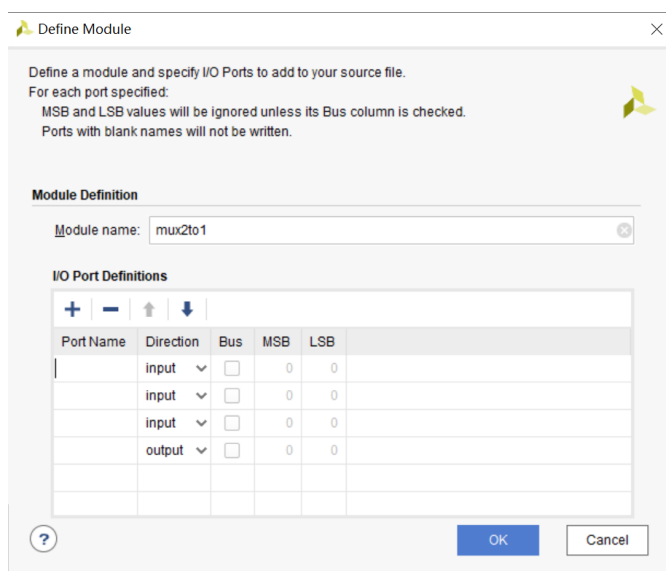 Define Module
Define a module and specify I/O Ports to add to your source file.
For each port specified:
MSB and LSB values will be ignored unless its Bus column is checked.
Ports with blank names will not be written.
Module Definition
Module name: mux2to1
I/O Port Definitions
Port Name Direction Bus MSB LSB
input 0 0
input 0 0
input 0 0
output 0 0
? OK Cancel